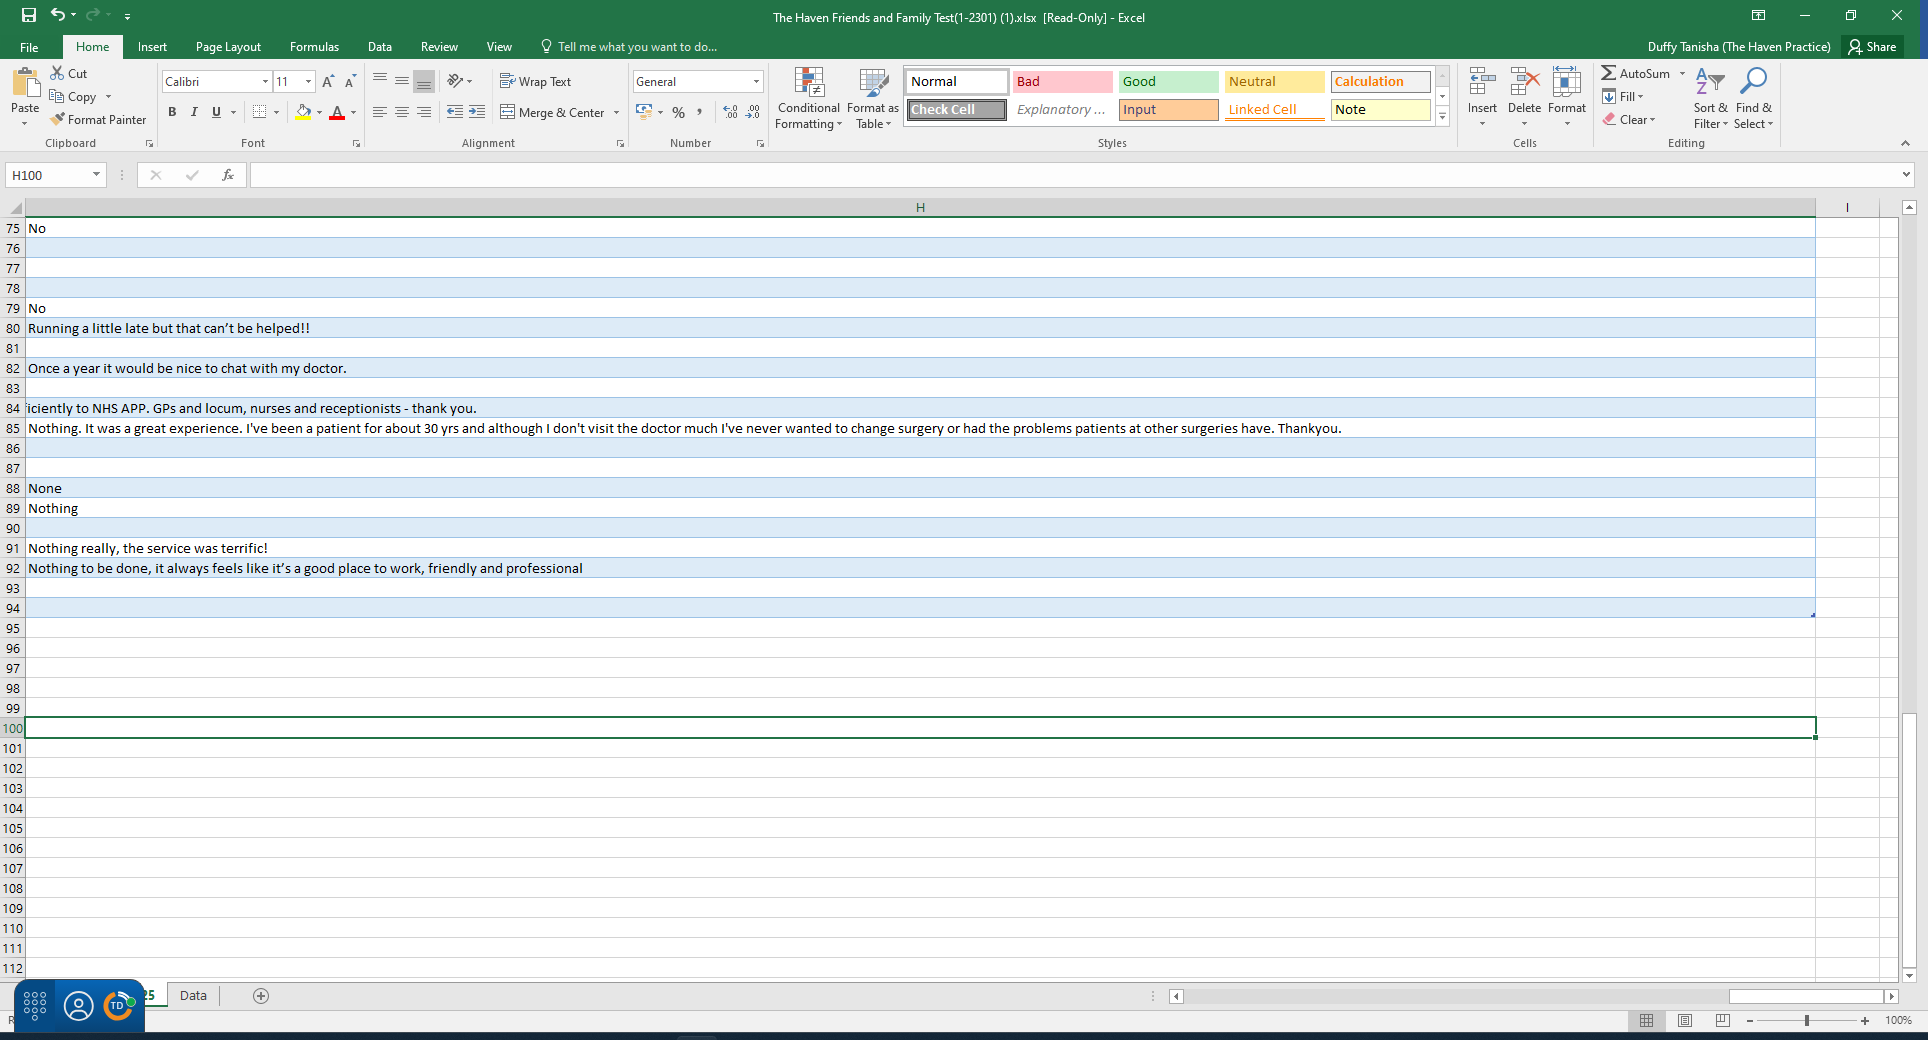 The Haven Friends and Family Test(1-2301) (1).xlsx [Read-Only] - Excel
File Home Insert Page Layout Formulas Data Review View Tell me what you want to do... Duffy Tanisha (The Haven Practice) Share
Paste Cut Copy Format Painter Clipboard
Calibri 11 B I U Font
Wrap Text Merge & Center Alignment
General % Number
Conditional Formatting Format as Table
Normal Bad Good Neutral Calculation
Check Cell Explanatory ... Input Linked Cell Note
Styles
Insert Delete Format Cells
AutoSum Fill Clear Sort & Filter Find & Select Editing
H100 fx
H I
75 No
76
77
78
79 No
80 Running a little late but that can’t be helped!!
81
82 Once a year it would be nice to chat with my doctor.
83
84 iciently to NHS APP. GPs and locum, nurses and receptionists - thank you.
85 Nothing. It was a great experience. I've been a patient for about 30 yrs and although I don't visit the doctor much I've never wanted to change surgery or had the problems patients at other surgeries have. Thankyou.
86
87
88 None
89 Nothing
90
91 Nothing really, the service was terrific!
92 Nothing to be done, it always feels like it’s a good place to work, friendly and professional
93
94
95
96
97
98
99
100
101
102
103
104
105
106
107
108
109
110
111
112
TD 25 Data
100%